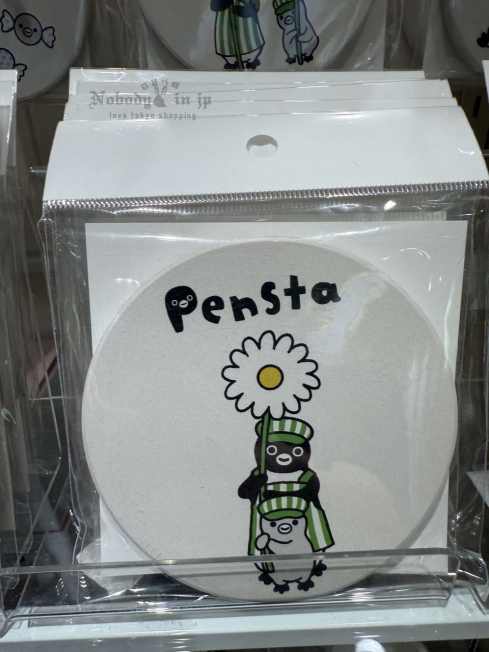 Nobody in jp
love tokyo shopping
Pensta